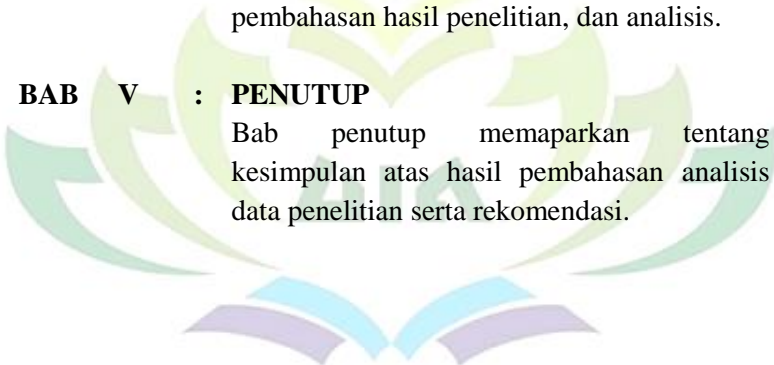 pembahasan hasil penelitian, dan analisis.
BAB V : PENUTUP
Bab penutup memaparkan tentang
kesimpulan atas hasil pembahasan analisis
data penelitian serta rekomendasi.